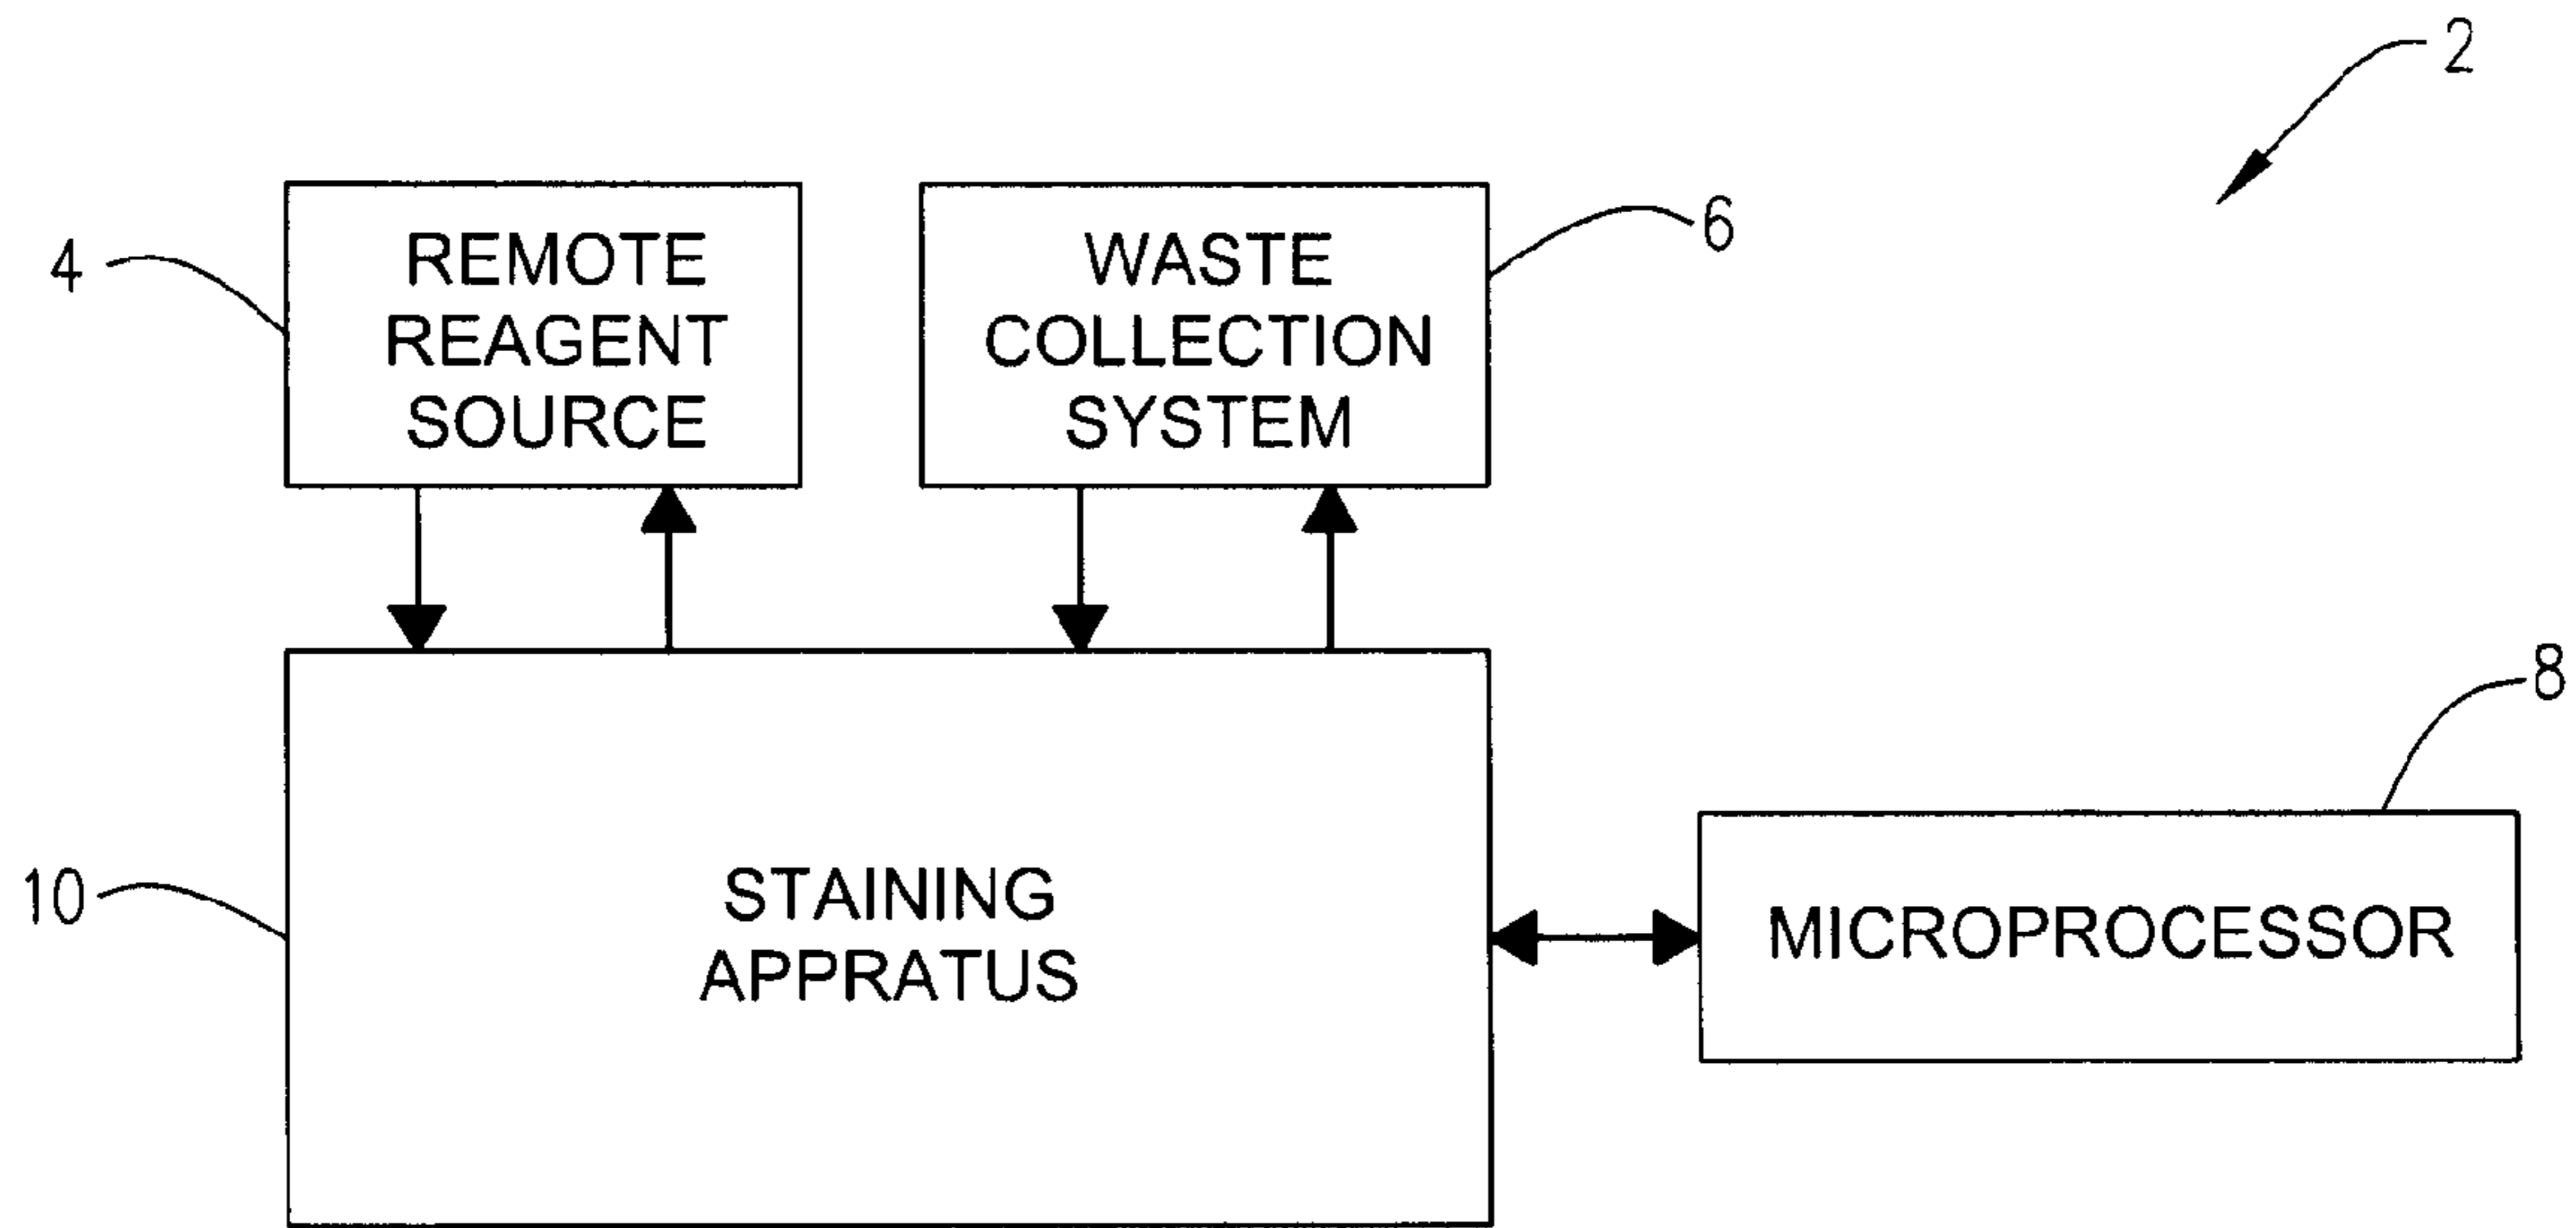 2
4
REMOTE
REAGENT
SOURCE
WASTE
COLLECTION
SYSTEM
6
10
STAINING
APPRATUS
8
MICROPROCESSOR